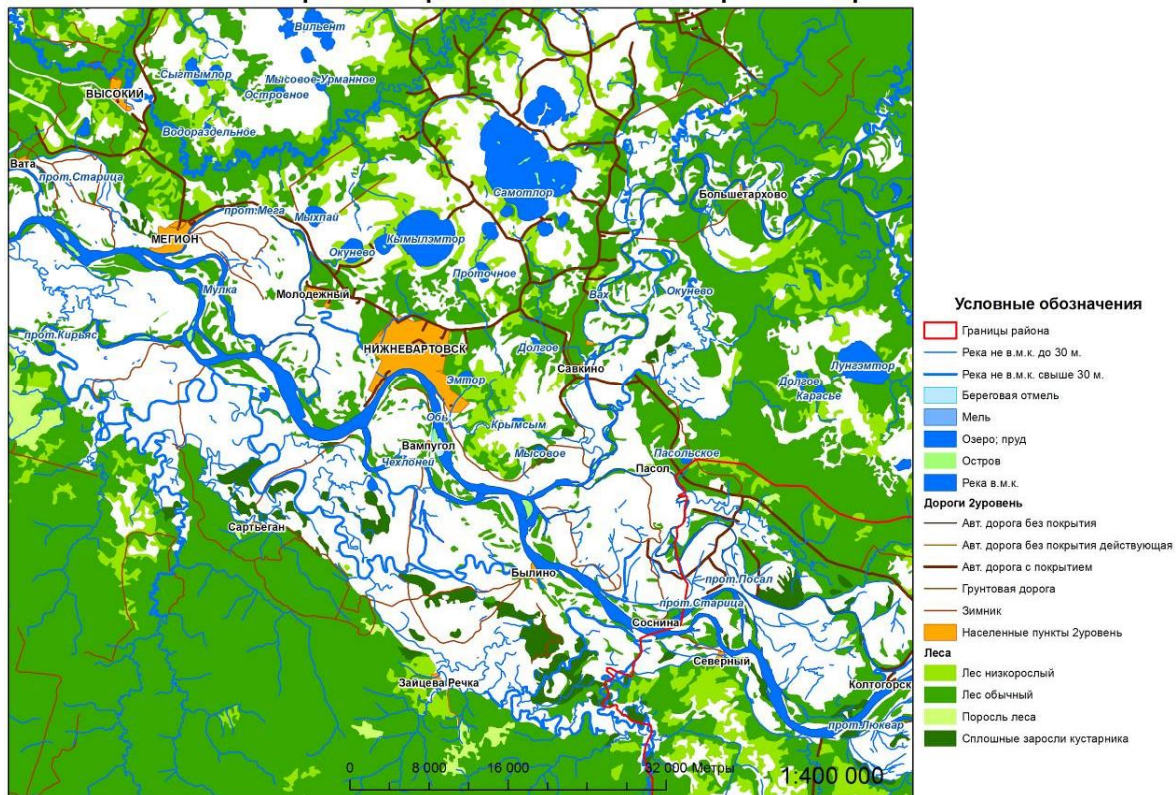 Вильент
Сыгтымлор
Мысовое-Урманное
Островное
ВЫСОКИЙ
Водораздельное
Вата
прот.Старица
Самотлор
Большетархово
прот.Мега
Мыхпай
МЕГИОН
Кымылэмтор
Окунево
Проточное
Мулка
Молодежный
Вах
Окунево
прот.Кирьяс
НИЖНЕВАРТОВСК
Долгое
Савкино
Лунгэмтор
Эмтор
Долгое
Карасье
Обь
Крымсым
Вампугол
Мысовое
Пасольское
Чехлоней
Пасол
Сартьеган
Былино
прот.Посал
прот.Старица
Соснина
Северный
Зайцева Речка
Колтогорск
прот.Люквар
0 8 000 16 000 32 000 Метры
1:400 000
Условные обозначения
Границы района
Река не в.м.к. до 30 м.
Река не в.м.к. свыше 30 м.
Береговая отмель
Мель
Озеро; пруд
Остров
Река в.м.к.
Дороги 2уровень
Авт. дорога без покрытия
Авт. дорога без покрытия действующая
Авт. дорога с покрытием
Грунтовая дорога
Зимник
Населенные пункты 2уровень
Леса
Лес низкорослый
Лес обычный
Поросль леса
Сплошные заросли кустарника